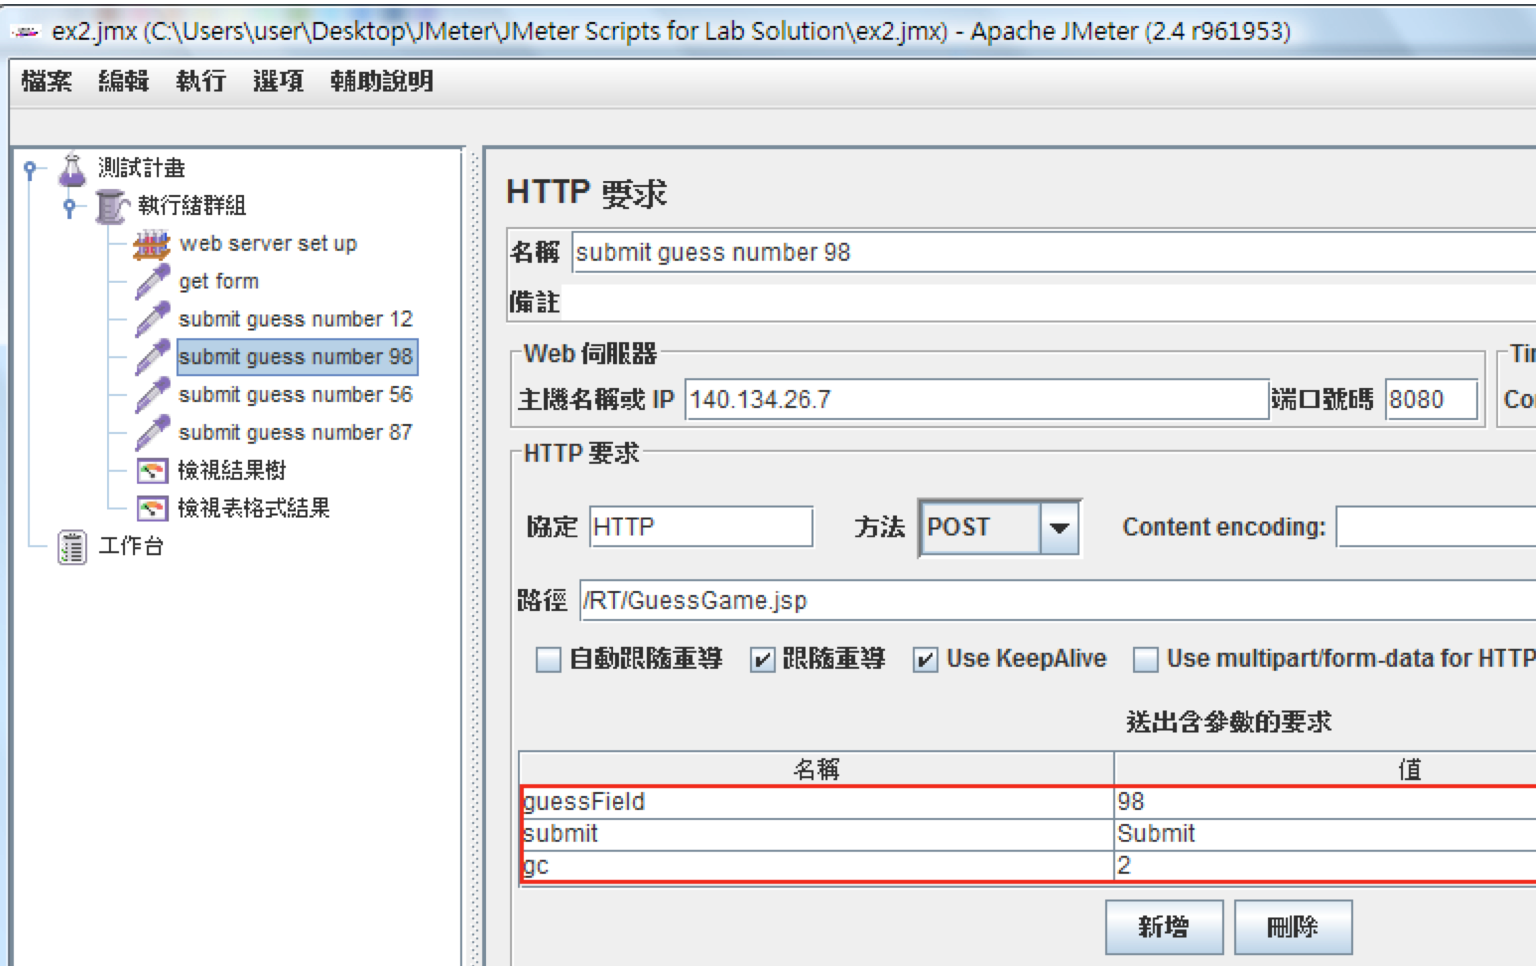 ex2.jmx (C:\Users\user\Desktop\JMeter\JMeter Scripts for Lab Solution\ex2.jmx) - Apache JMeter (2.4 r961953)
檔案 編輯 執行 選項 輔助說明
測試計畫
執行緒群組
web server set up
get form
submit guess number 12
submit guess number 98
submit guess number 56
submit guess number 87
檢視結果樹
檢視表格式結果
工作台
HTTP 要求
名稱 submit guess number 98
備註
Web 伺服器
主機名稱或 IP 140.134.26.7 端口號碼 8080
HTTP 要求
協定 HTTP 方法 POST Content encoding:
路徑 /RT/GuessGame.jsp
自動跟隨重導 跟隨重導 Use KeepAlive Use multipart/form-data for HTTP
送出含參數的要求
名稱 值
guessField 98
submit Submit
gc 2
新增 刪除